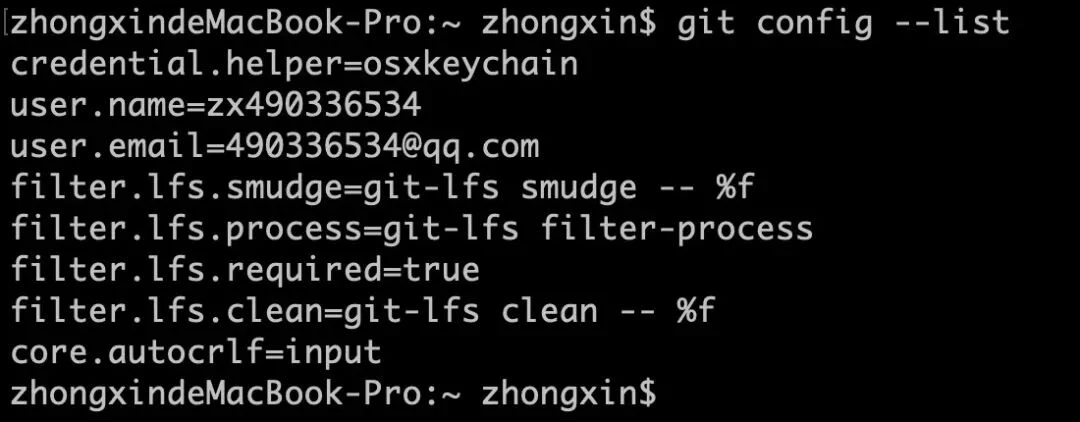 [zhongxindeMacBook-Pro:~ zhongxin$ git config --list
credential.helper=osxkeychain
user.name=zx490336534
user.email=490336534@qq.com
filter.lfs.smudge=git-lfs smudge -- %f
filter.lfs.process=git-lfs filter-process
filter.lfs.required=true
filter.lfs.clean=git-lfs clean -- %f
core.autocrlf=input
zhongxindeMacBook-Pro:~ zhongxin$